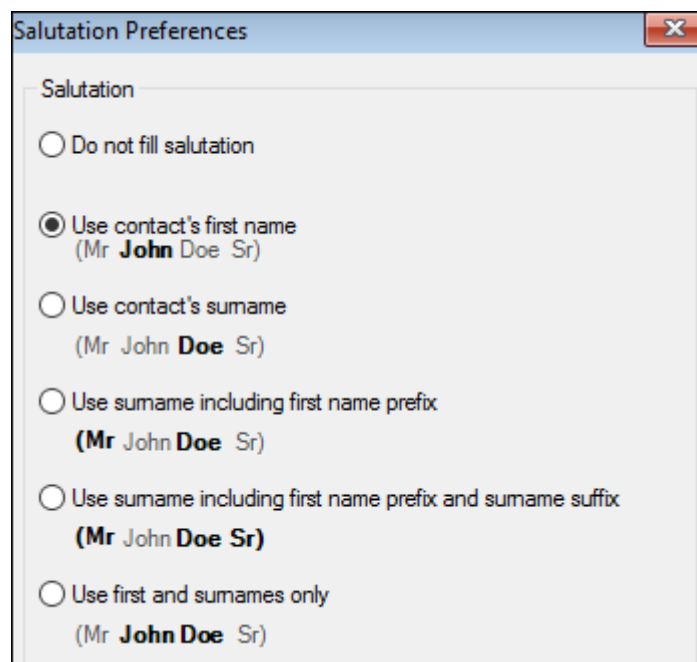 Salutation Preferences
Salutation
Do not fill salutation
Use contact's first name
(Mr John Doe Sr)
Use contact's surname
(Mr John Doe Sr)
Use surname including first name prefix
(Mr John Doe Sr)
Use surname including first name prefix and surname suffix
(Mr John Doe Sr)
Use first and surnames only
(Mr John Doe Sr)